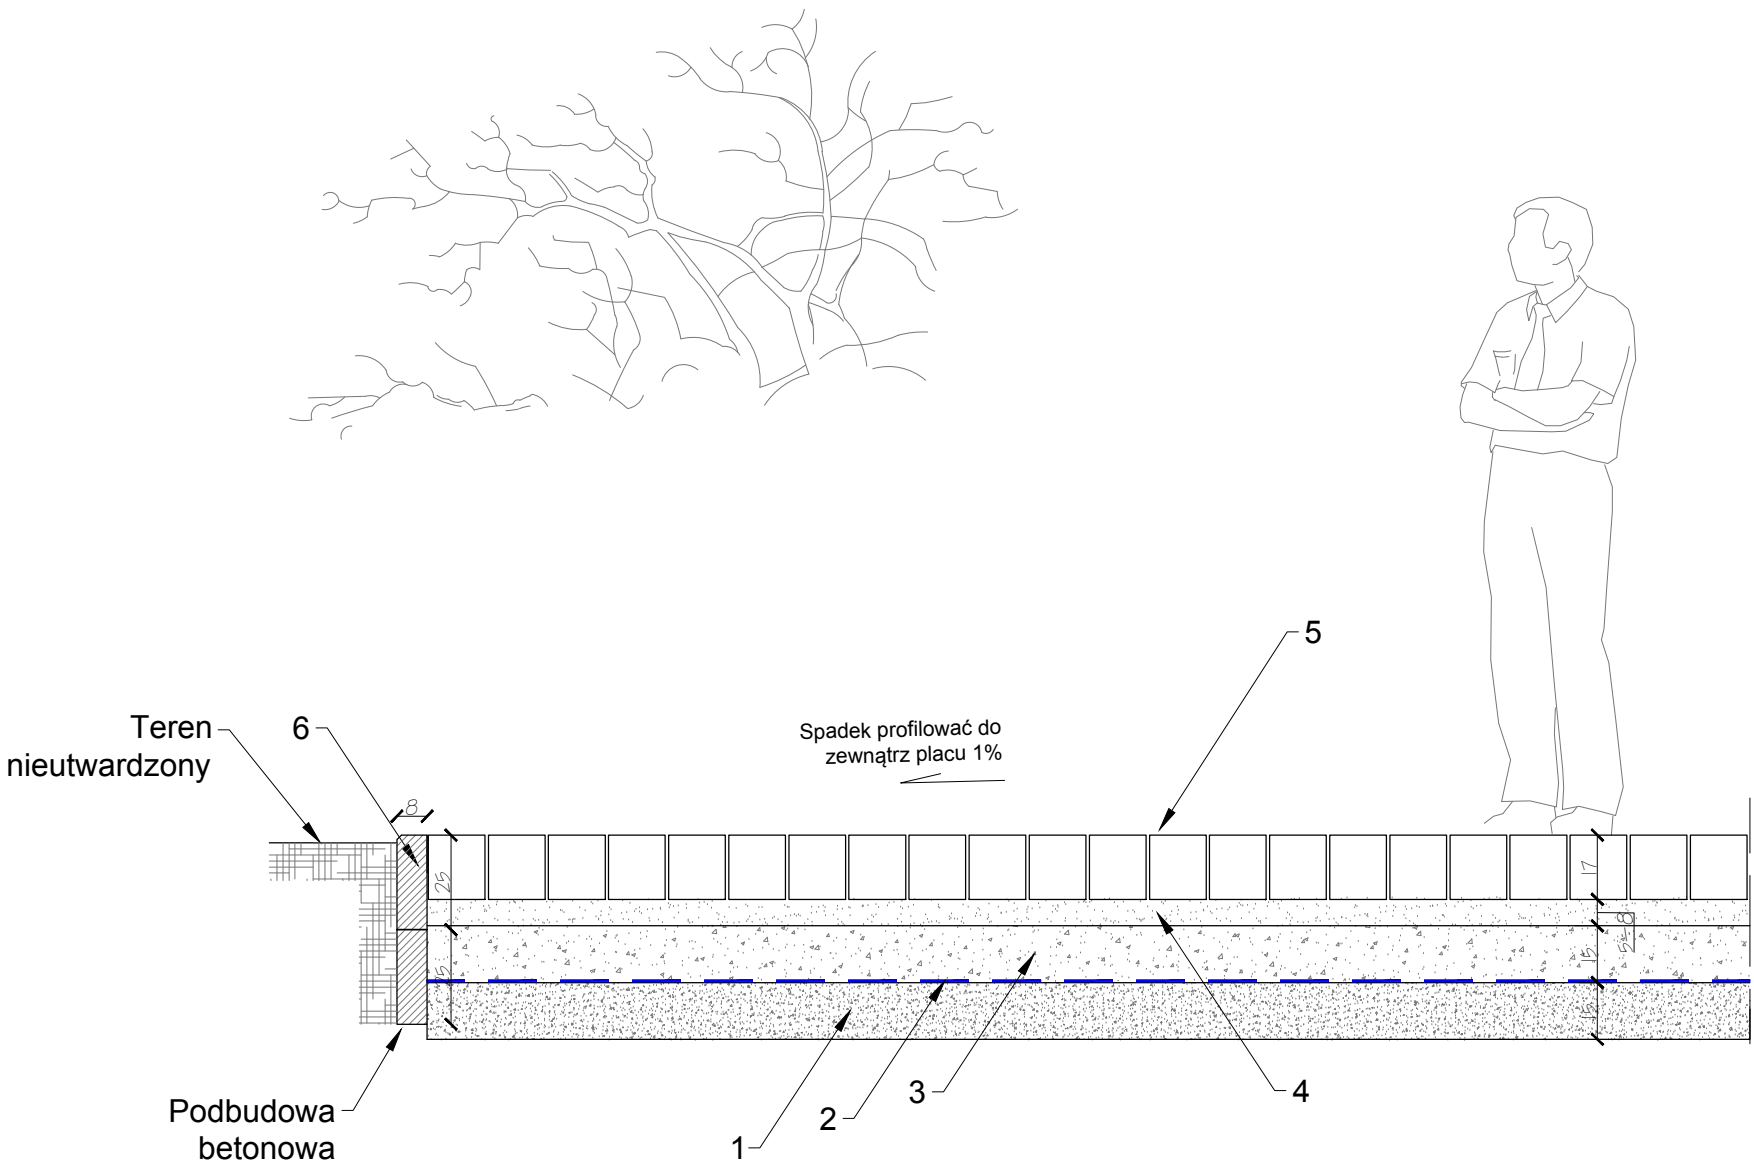 5
Teren
nieutwardzony
6
Spadek profilować do
zewnątrz placu 1%
8
25
17
5-8
15
15
4
3
2
1
Podbudowa
betonowa